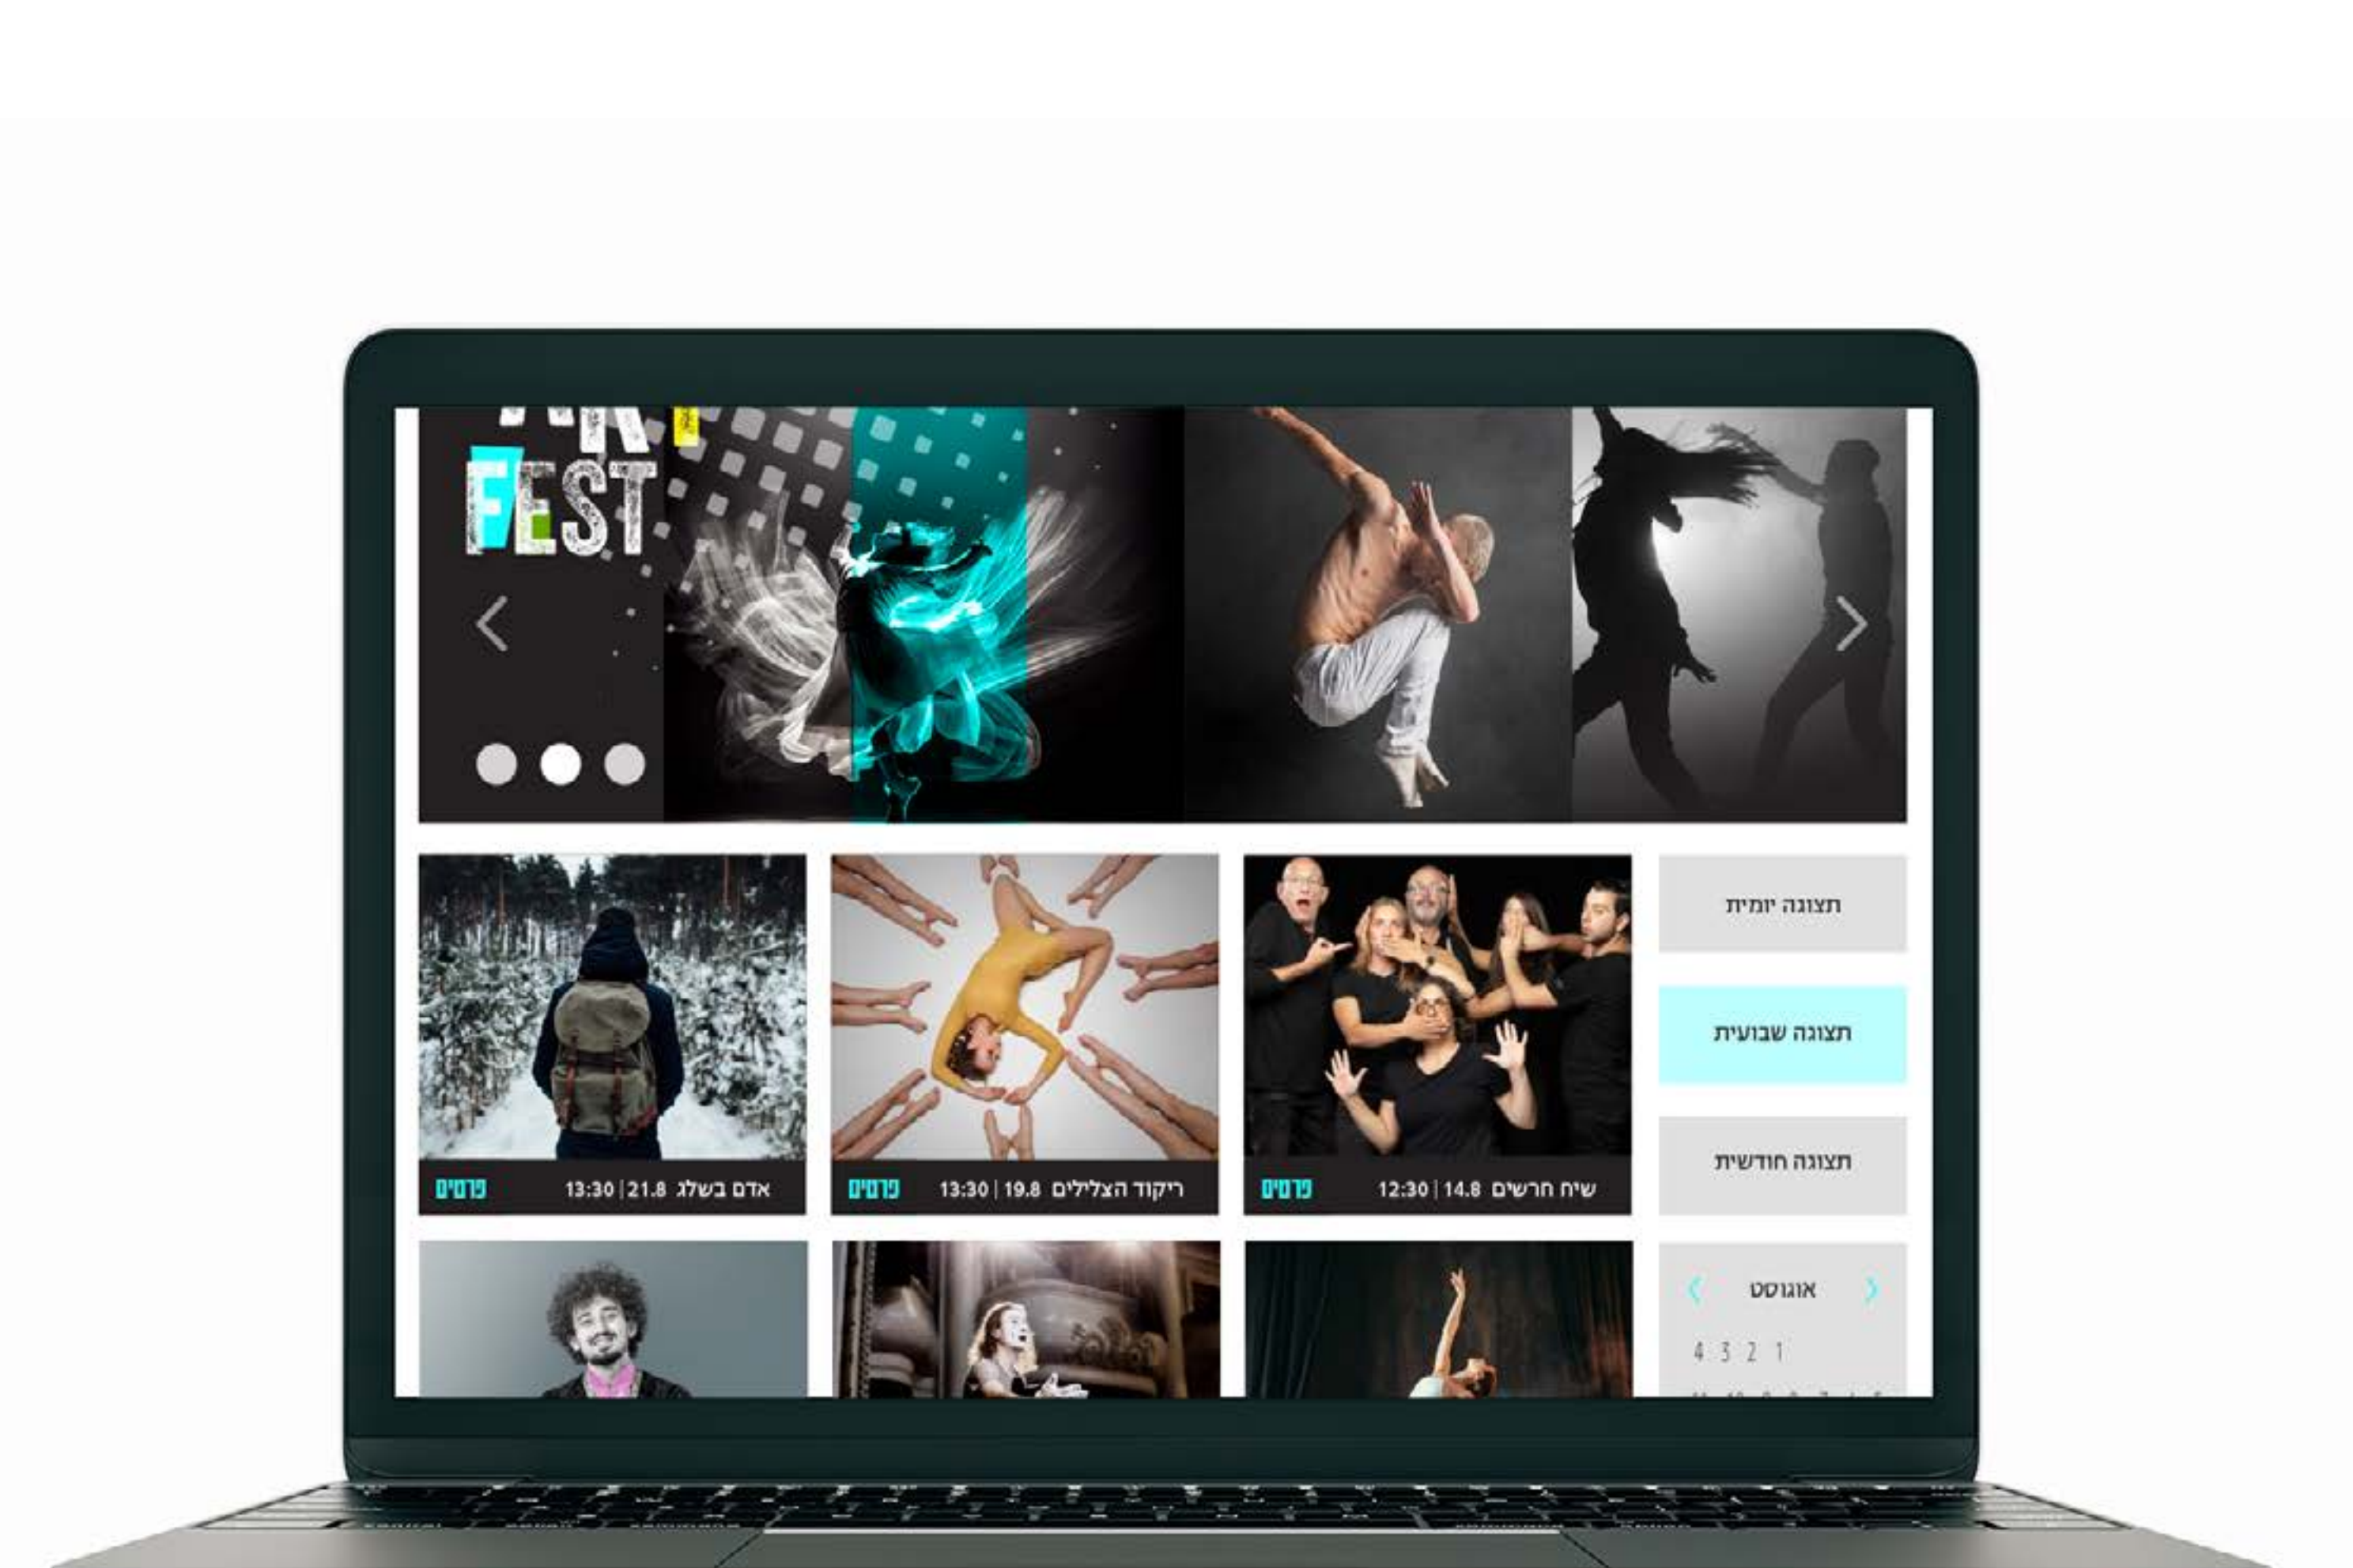 ART
FEST
תצוגה יומית
תצוגה שבועית
תצוגה חודשית
שיח חרשים 14.8 | 12:30
פרטים
ריקוד הצלילים 19.8 | 13:30
פרטים
אדם בשלג 21.8 | 13:30
פרטים
אוגוסט
1 2 3 4